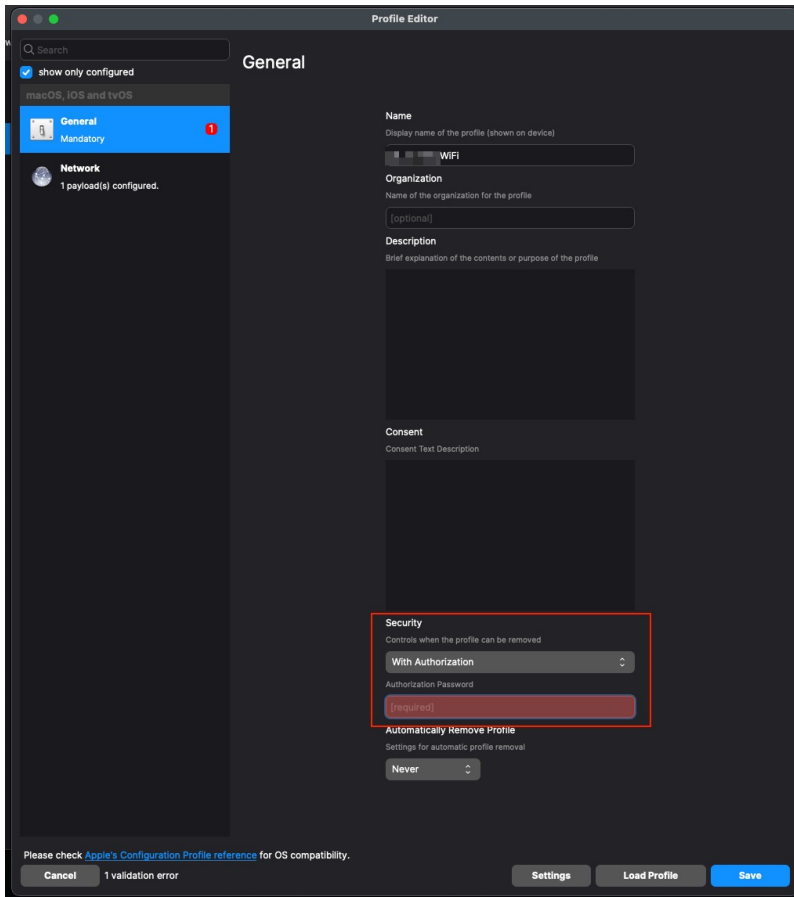 Profile Editor
Search
show only configured
macOS, iOS and tvOS
General
Mandatory
1
Network
1 payload(s) configured.
General
Name
Display name of the profile (shown on device)
WiFi
Organization
Name of the organization for the profile
[optional]
Description
Brief explanation of the contents or purpose of the profile
Consent
Consent Text Description
Security
Controls when the profile can be removed
With Authorization
Authorization Password
[required]
Automatically Remove Profile
Settings for automatic profile removal
Never
Please check Apple's Configuration Profile reference for OS compatibility.
Cancel
1 validation error
Settings
Load Profile
Save